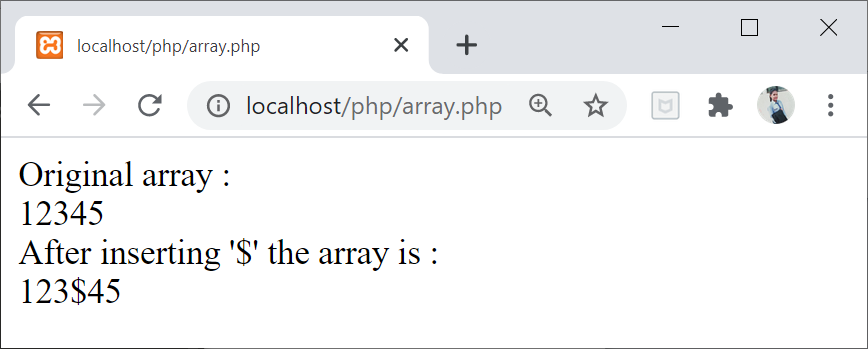 localhost/php/array.php
localhost/php/array.php
Original array :
12345
After inserting '$' the array is :
123$45